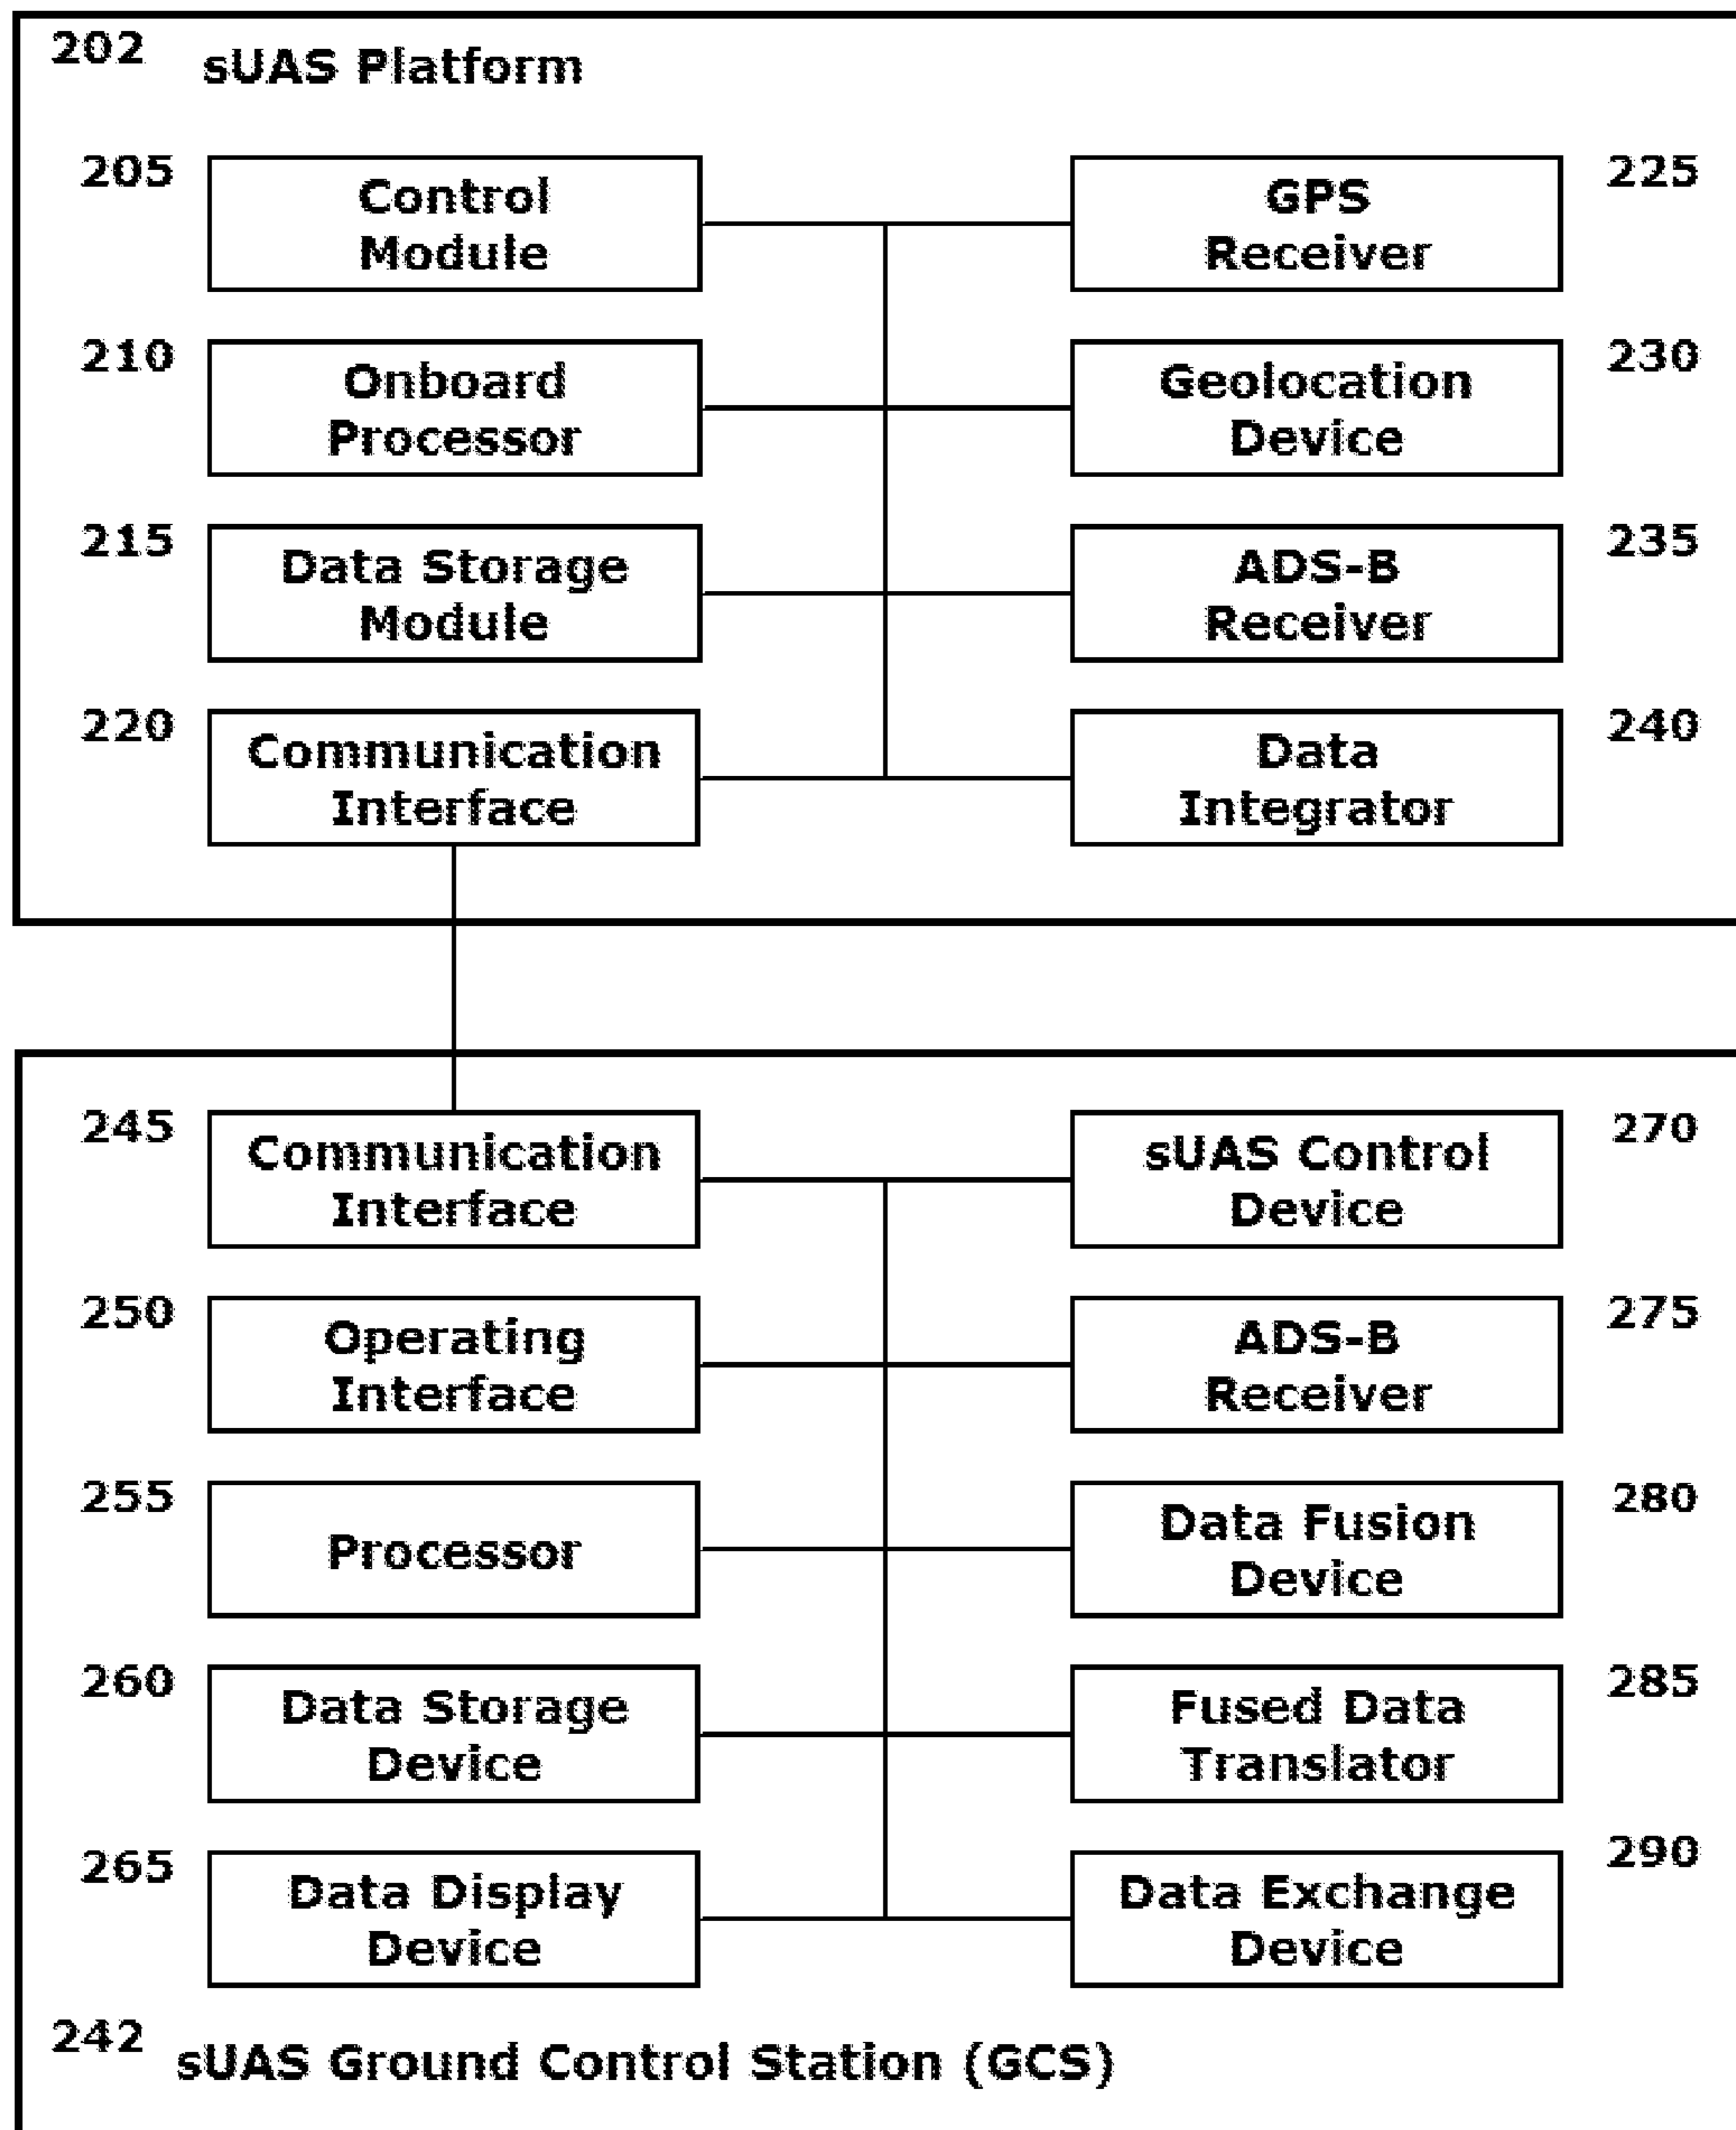 202 sUAS Platform
205 Control Module 225 GPS Receiver
210 Onboard Processor 230 Geolocation Device
215 Data Storage Module 235 ADS-B Receiver
220 Communication Interface 240 Data Integrator
245 Communication Interface 270 sUAS Control Device
250 Operating Interface 275 ADS-B Receiver
255 Processor 280 Data Fusion Device
260 Data Storage Device 285 Fused Data Translator
265 Data Display Device 290 Data Exchange Device
242 sUAS Ground Control Station (GCS)